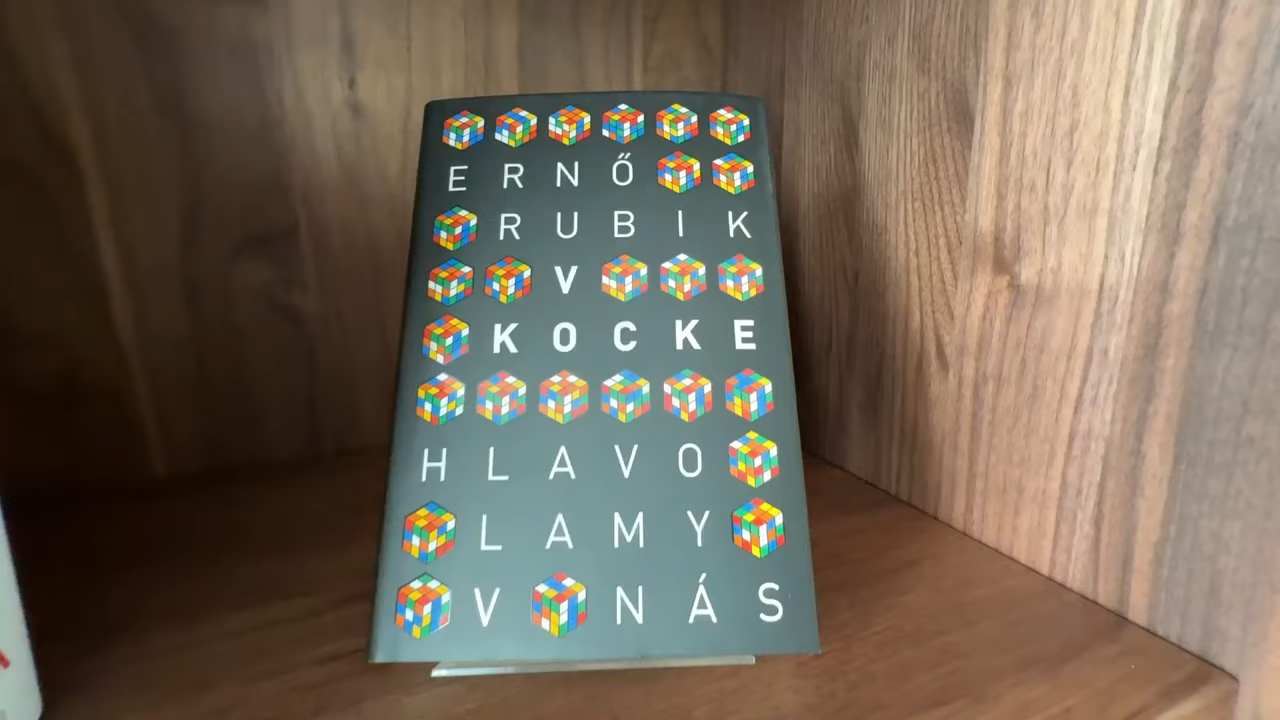 ERNŐ
RUBIK
V
KOCKE
HLAVO
LAMY
V NÁS